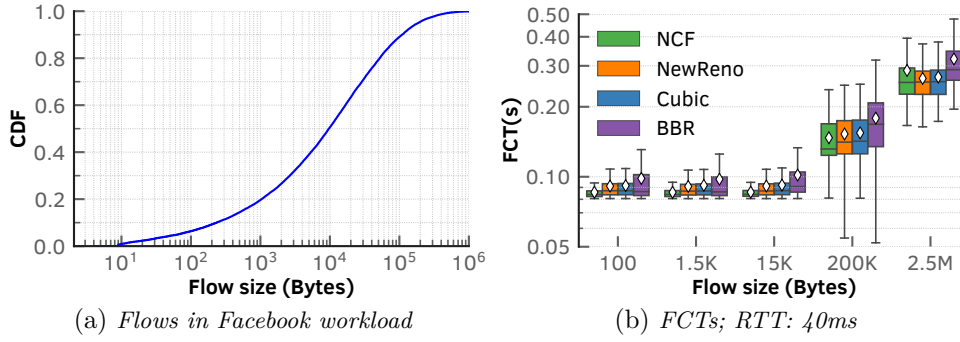 1.0
0.8
0.6
0.4
0.2
0.0
CDF
10^1 10^2 10^3 10^4 10^5 10^6
Flow size (Bytes)
(a) Flows in Facebook workload
0.50
0.40
0.30
0.20
0.10
0.05
FCT(s)
NCF
NewReno
Cubic
BBR
100 1.5K 15K 200K 2.5M
Flow size (Bytes)
(b) FCTs; RTT: 40ms